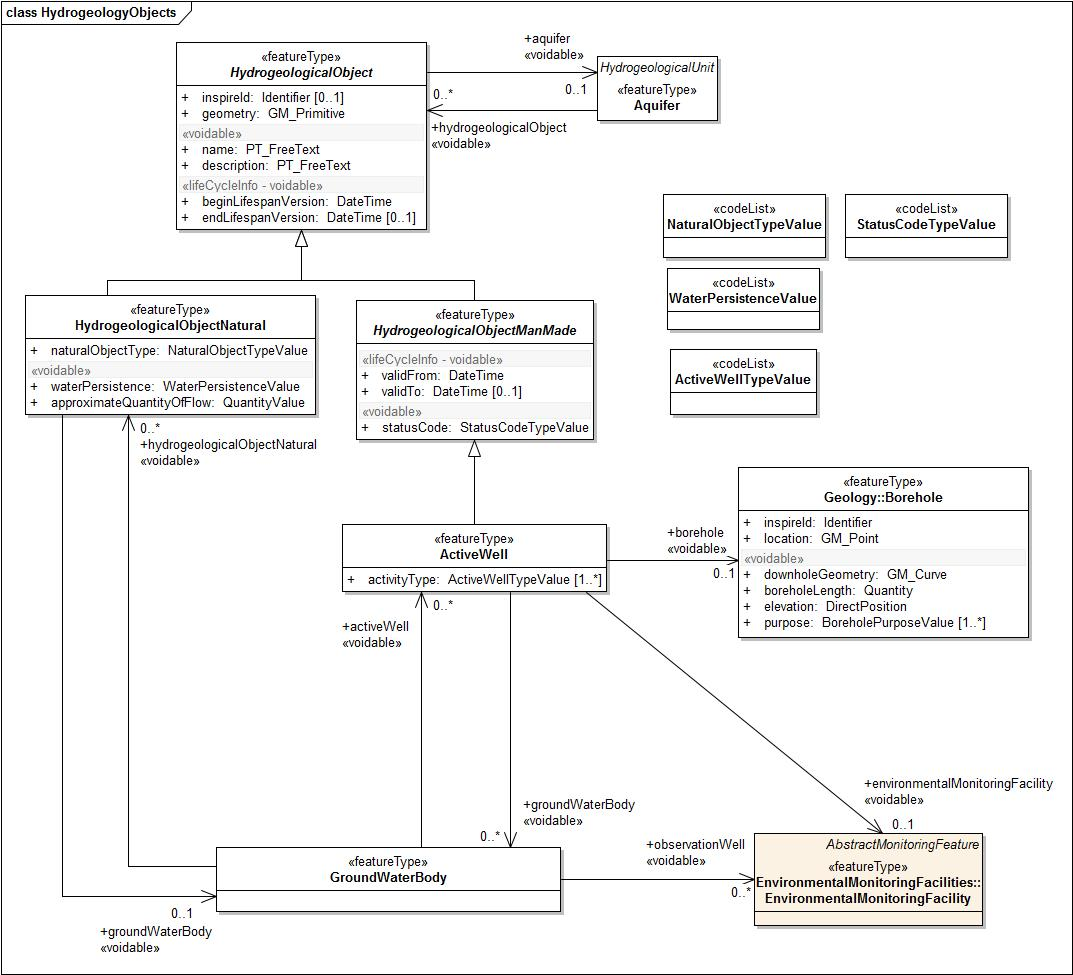 class HydrogeologyObjects
«featureType»
HydrogeologicalObject
+ inspireId: Identifier [0..1]
+ geometry: GM_Primitive
«voidable»
+ name: PT_FreeText
+ description: PT_FreeText
«lifeCycleInfo - voidable»
+ beginLifespanVersion: DateTime
+ endLifespanVersion: DateTime [0..1]
+aquifer
«voidable»
0..1
0..*
+hydrogeologicalObject
«voidable»
HydrogeologicalUnit
«featureType»
Aquifer
«codeList»
NaturalObjectTypeValue
«codeList»
StatusCodeTypeValue
«codeList»
WaterPersistenceValue
«codeList»
ActiveWellTypeValue
«featureType»
HydrogeologicalObjectNatural
+ naturalObjectType: NaturalObjectTypeValue
«voidable»
+ waterPersistence: WaterPersistenceValue
+ approximateQuantityOfFlow: QuantityValue
«featureType»
HydrogeologicalObjectManMade
«lifeCycleInfo - voidable»
+ validFrom: DateTime
+ validTo: DateTime [0..1]
«voidable»
+ statusCode: StatusCodeTypeValue
0..*
+hydrogeologicalObjectNatural
«voidable»
«featureType»
ActiveWell
+ activityType: ActiveWellTypeValue [1..*]
+borehole
«voidable»
0..1
«featureType»
Geology::Borehole
+ inspireId: Identifier
+ location: GM_Point
«voidable»
+ downholeGeometry: GM_Curve
+ boreholeLength: Quantity
+ elevation: DirectPosition
+ purpose: BoreholePurposeValue [1..*]
0..*
+activeWell
«voidable»
+groundWaterBody
«voidable»
0..*
+environmentalMonitoringFacility
«voidable»
0..1
«featureType»
GroundWaterBody
+observationWell
«voidable»
0..*
AbstractMonitoringFeature
«featureType»
EnvironmentalMonitoringFacilities::
EnvironmentalMonitoringFacility
0..1
+groundWaterBody
«voidable»